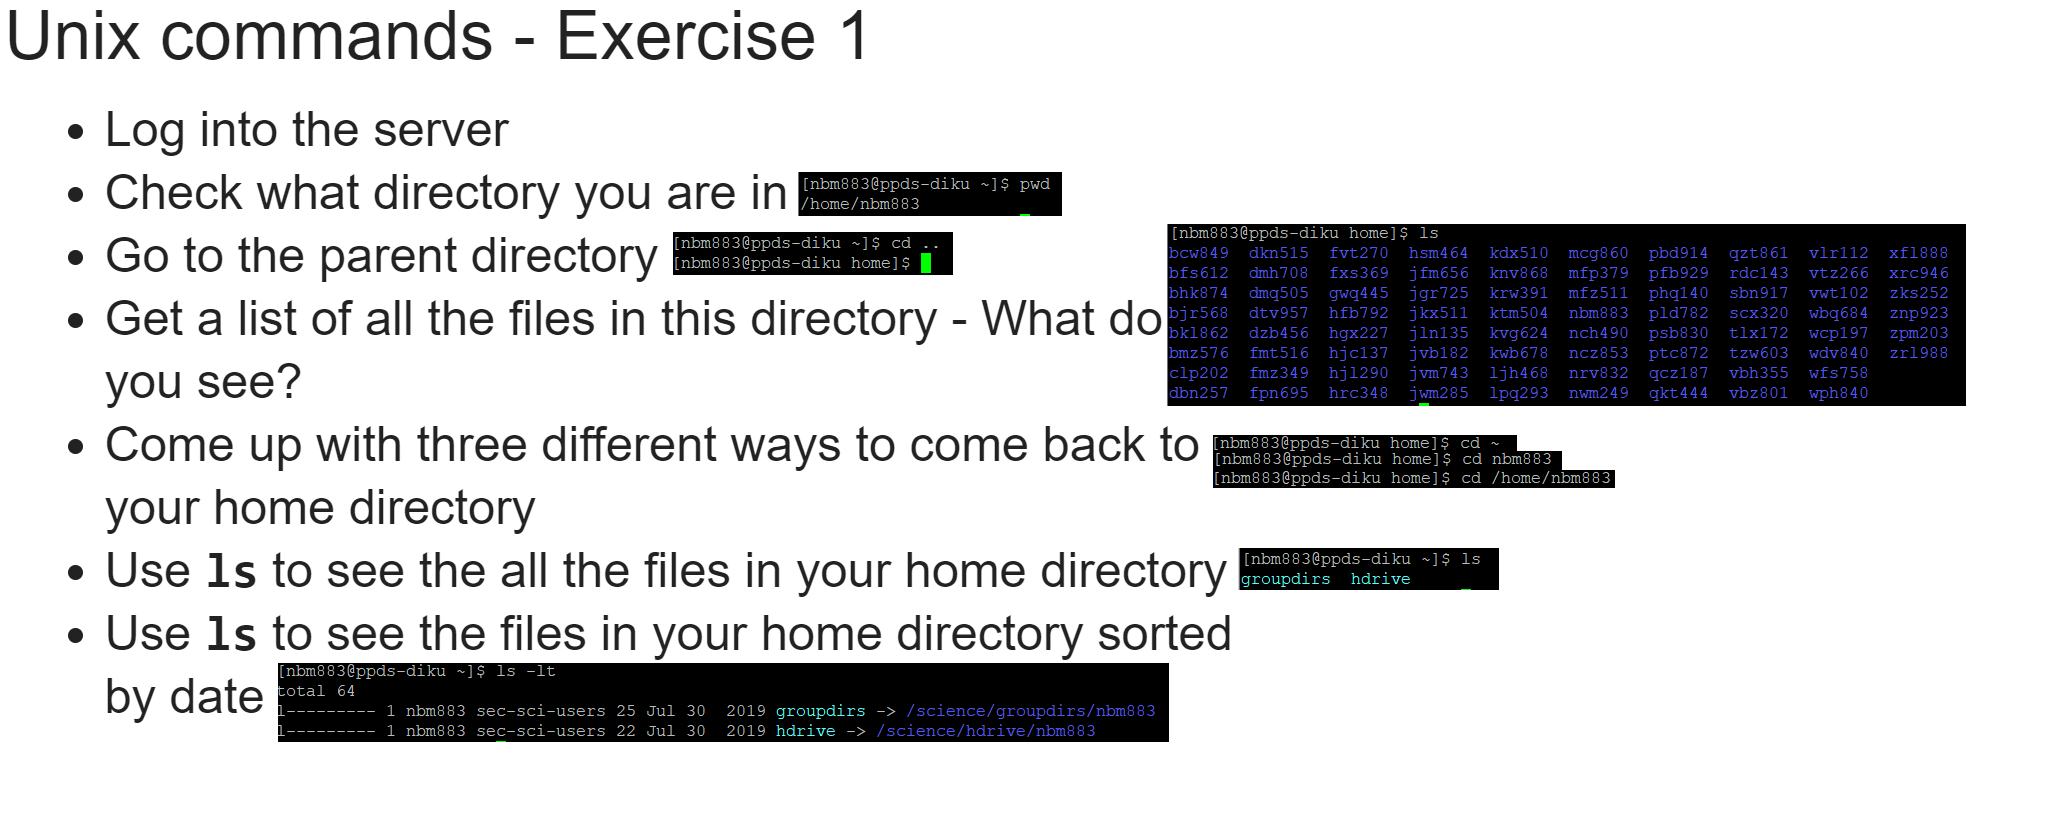 Unix commands - Exercise 1
• Log into the server
• Check what directory you are in
[nbm883@ppds-diku ~]$ pwd
/home/nbm883
• Go to the parent directory
[nbm883@ppds-diku ~]$ cd ..
[nbm883@ppds-diku home]$
• Get a list of all the files in this directory - What do
you see?
[nbm883@ppds-diku home]$ ls
bcw849 dkn515 fvt270 hsm464 kdx510 mcg860 pbd914 qzt861 vlr112 xfl888
bfs612 dmh708 fxs369 jfm656 knv868 mfp379 pfb929 rdc143 vtz266 xrc946
bhk874 dmq505 gwq445 jgr725 krw391 mfz511 phq140 sbn917 vwt102 zks252
bjr568 dtv957 hfb792 jkx511 ktm504 nbm883 pld782 scx320 wbq684 znp923
bkl862 dzb456 hgx227 jln135 kvg624 nch490 psb830 tlx172 wcp197 zpm203
bmz576 fmt516 hjc137 jvb182 kwb678 ncz853 ptc872 tzw603 wdv840 zrl988
clp202 fmz349 hjl290 jvm743 ljh468 nrv832 qcz187 vbh355 wfs758
dbn257 fpn695 hrc348 jwm285 lpq293 nwm249 qkt444 vbz801 wph840
• Come up with three different ways to come back to
your home directory
[nbm883@ppds-diku home]$ cd ~
[nbm883@ppds-diku home]$ cd nbm883
[nbm883@ppds-diku home]$ cd /home/nbm883
• Use ls to see the all the files in your home directory
[nbm883@ppds-diku ~]$ ls
groupdirs hdrive
• Use ls to see the files in your home directory sorted
by date
[nbm883@ppds-diku ~]$ ls -lt
total 64
l--------- 1 nbm883 sec-sci-users 25 Jul 30 2019 groupdirs -> /science/groupdirs/nbm883
l--------- 1 nbm883 sec-sci-users 22 Jul 30 2019 hdrive -> /science/hdrive/nbm883